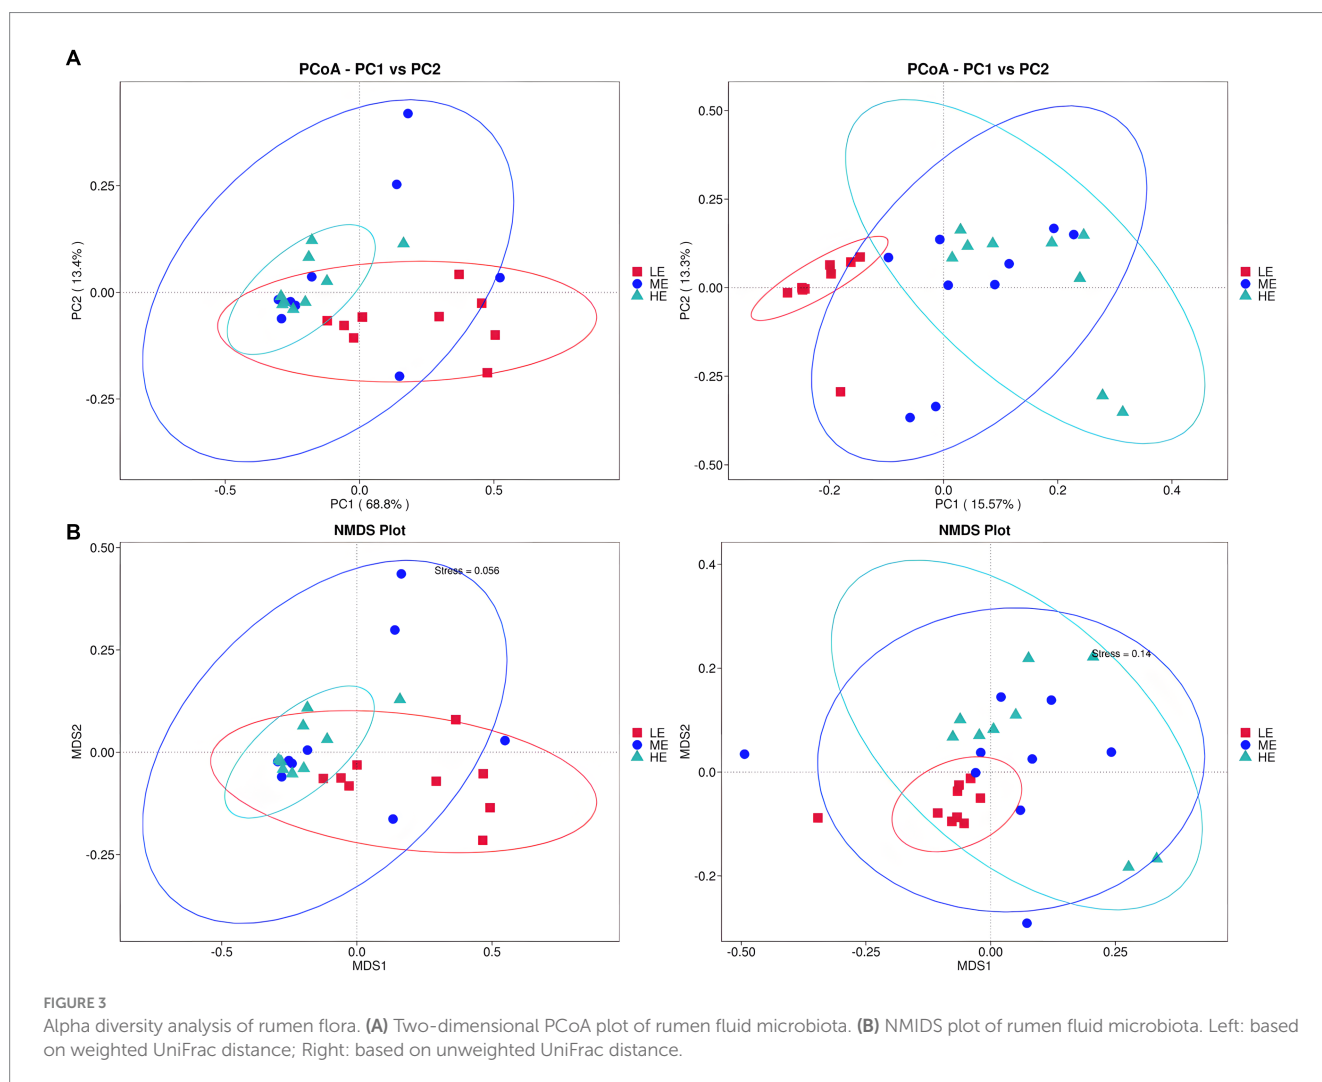 A
PCoA - PC1 vs PC2
PC2 ( 13.4%)
0.25
0.00
-0.25
-0.5
0.0
0.5
PC1 ( 68.8%)
LE
ME
HE
PCoA - PC1 vs PC2
PC2 ( 13.3%)
0.50
0.25
0.00
-0.25
-0.50
-0.2
0.0
0.2
0.4
PC1 ( 15.57%)
LE
ME
HE
B
NMDS Plot
Stress = 0.056
MDS2
0.50
0.25
0.00
-0.25
-0.5
0.0
0.5
MDS1
LE
ME
HE
NMDS Plot
Stress = 0.14
MDS2
0.4
0.2
0.0
-0.2
-0.50
-0.25
0.00
0.25
MDS1
LE
ME
HE
FIGURE 3
Alpha diversity analysis of rumen flora. (A) Two-dimensional PCoA plot of rumen fluid microbiota. (B) NMIDS plot of rumen fluid microbiota. Left: based
on weighted UniFrac distance; Right: based on unweighted UniFrac distance.